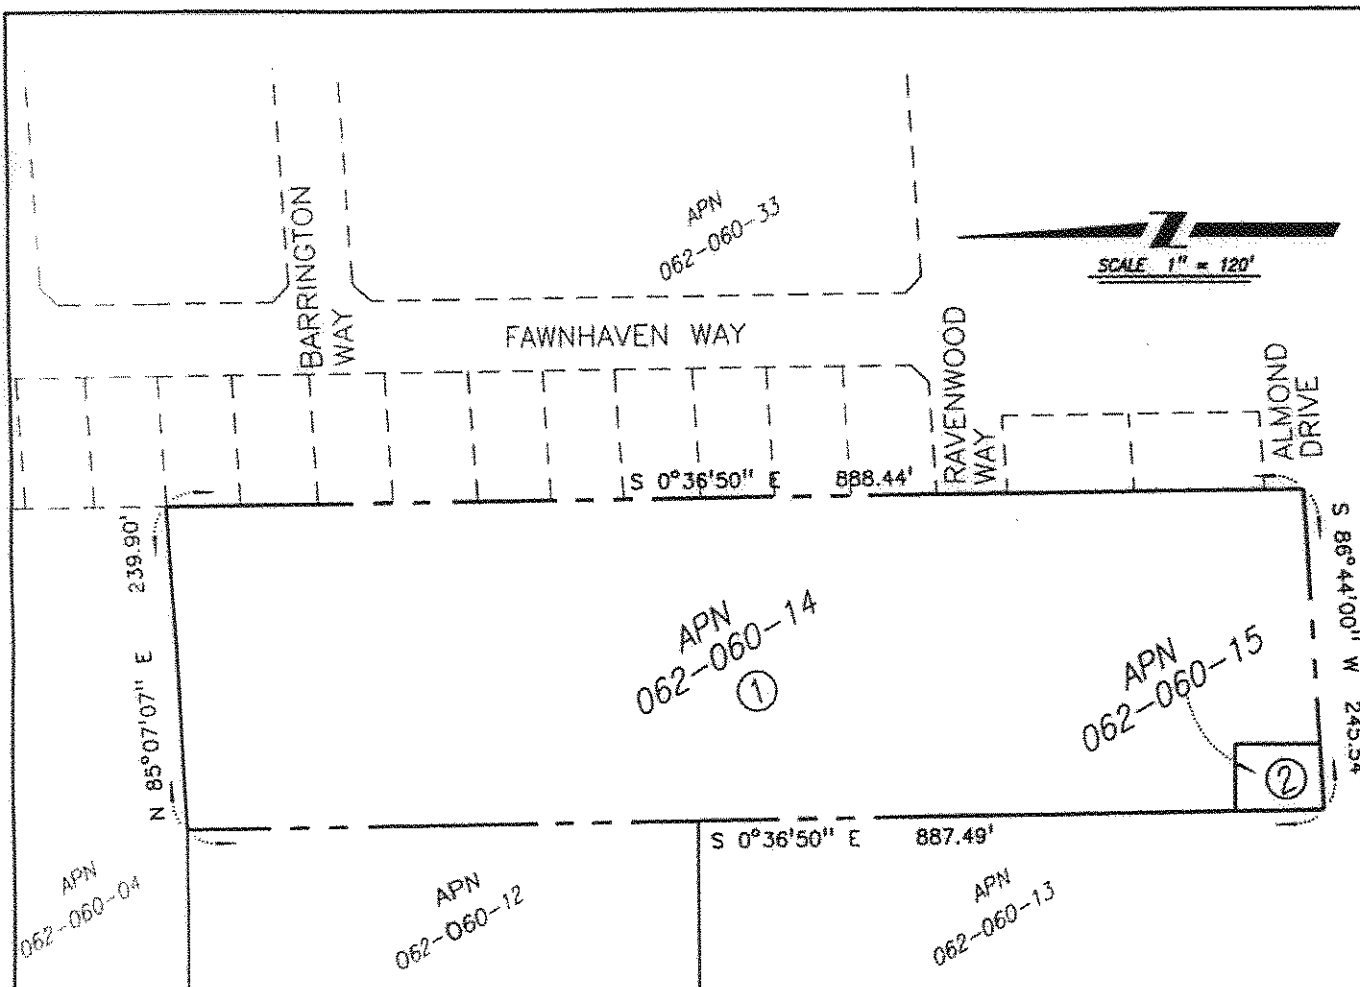 APN
062-060-33
SCALE 1" = 120'
BARRINGTON
WAY
FAWNHAVEN WAY
RAVENWOOD
WAY
ALMOND
DRIVE
S 0°36'50" E 888.44'
N 85°07'07" E 239.90'
S 86°44'00" W 245.54
APN
062-060-14
1
APN
062-060-15
2
S 0°36'50" E 887.49'
APN
062-060-04
APN
062-060-12
APN
062-060-13